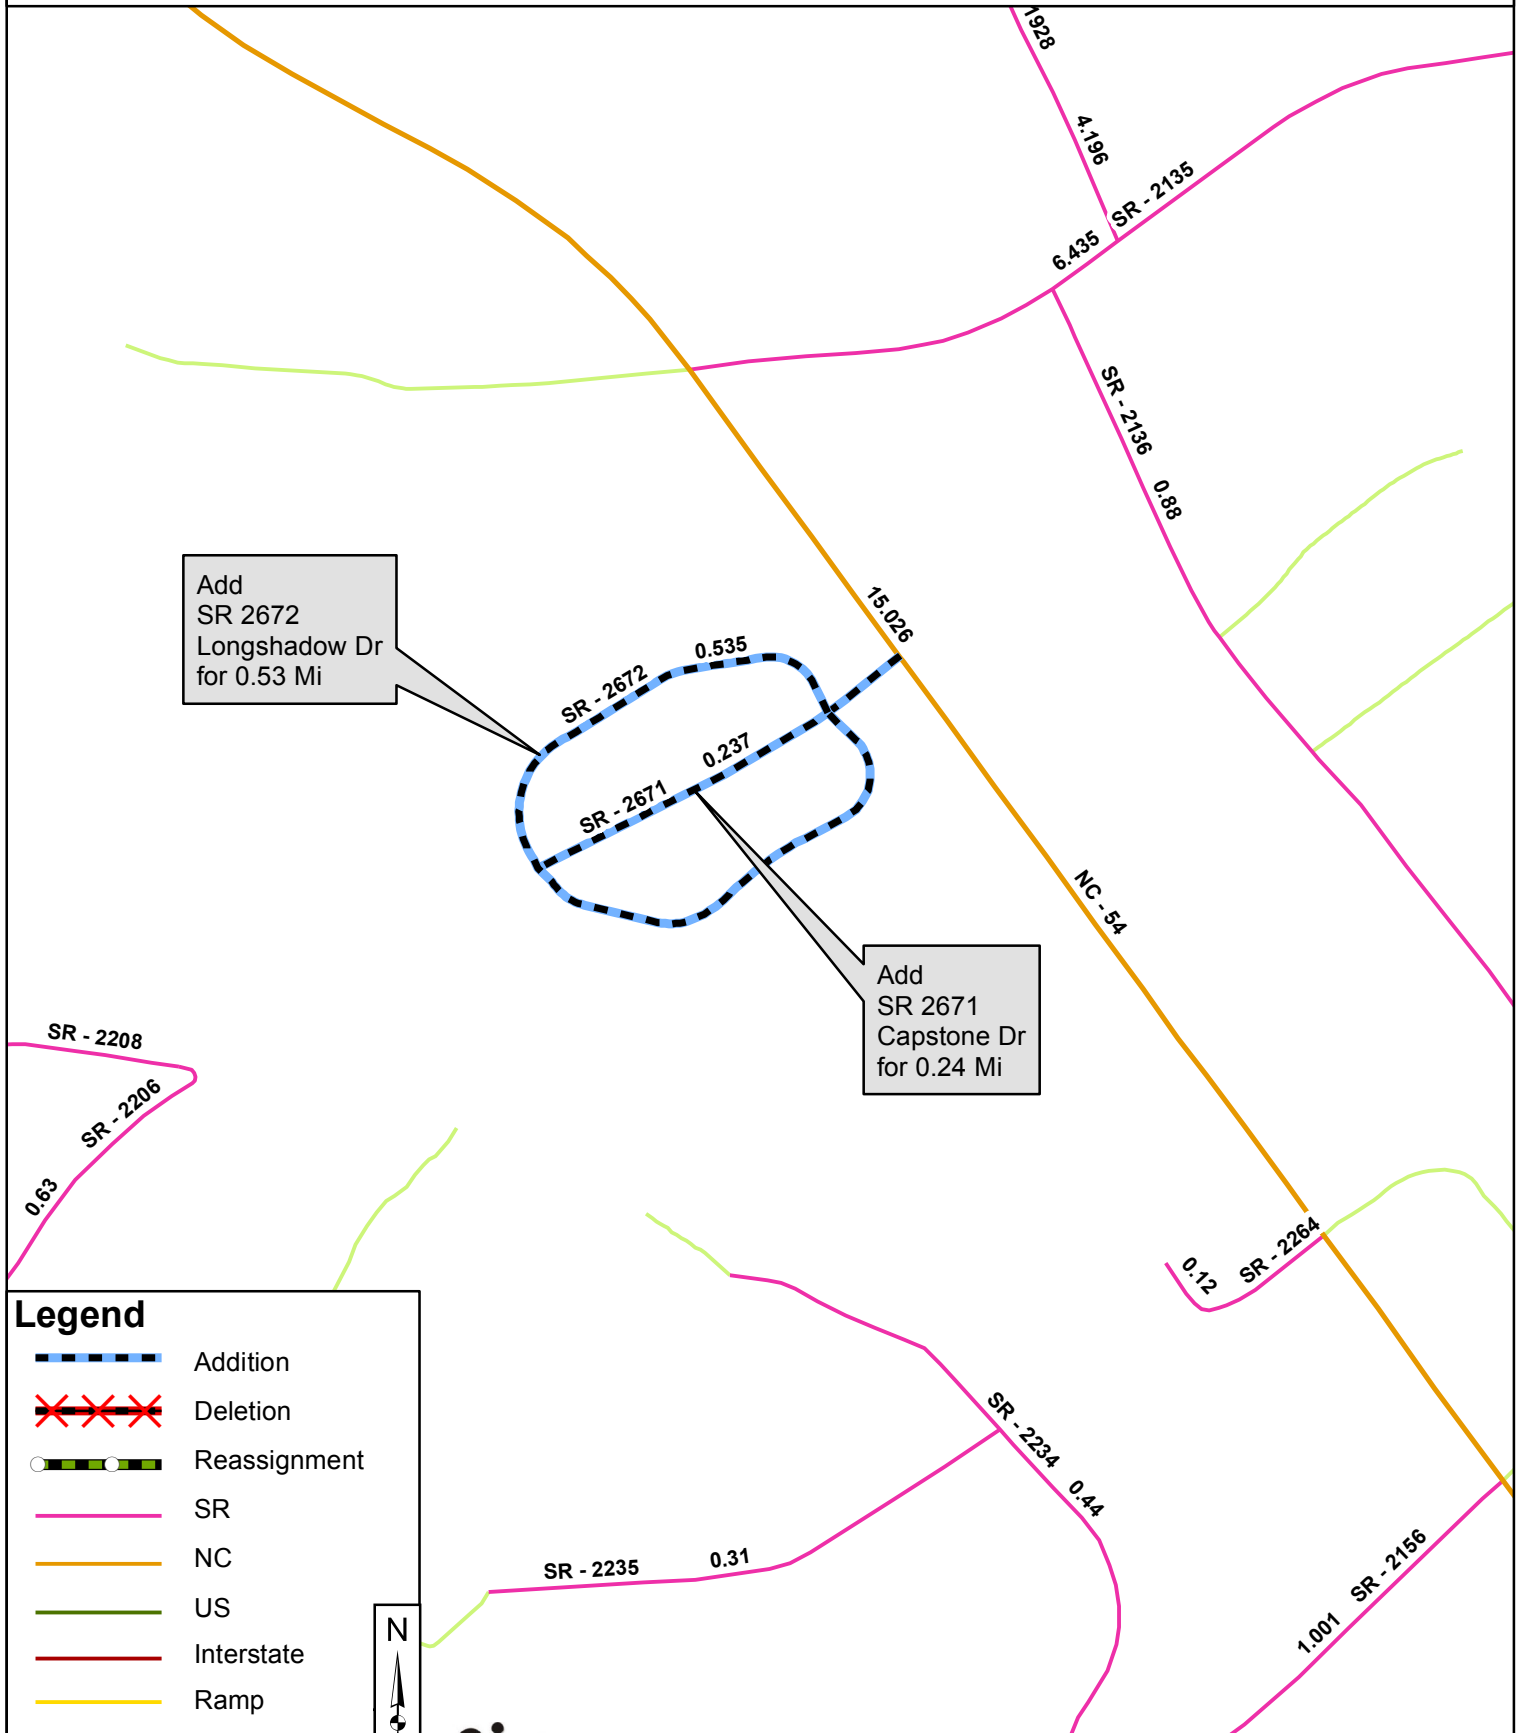 1928
4.196
SR - 2135
6.435
SR - 2136
0.88
Add
SR 2672
Longshadow Dr
for 0.53 Mi
15.026
0.535
SR - 2672
0.237
SR - 2671
NC - 54
Add
SR 2671
Capstone Dr
for 0.24 Mi
SR - 2208
SR - 2206
0.63
SR - 2264
0.12
Legend
Addition
Deletion
Reassignment
SR
NC
US
Interstate
Ramp
N
SR - 2234
0.44
SR - 2235
0.31
SR - 2156
1.001